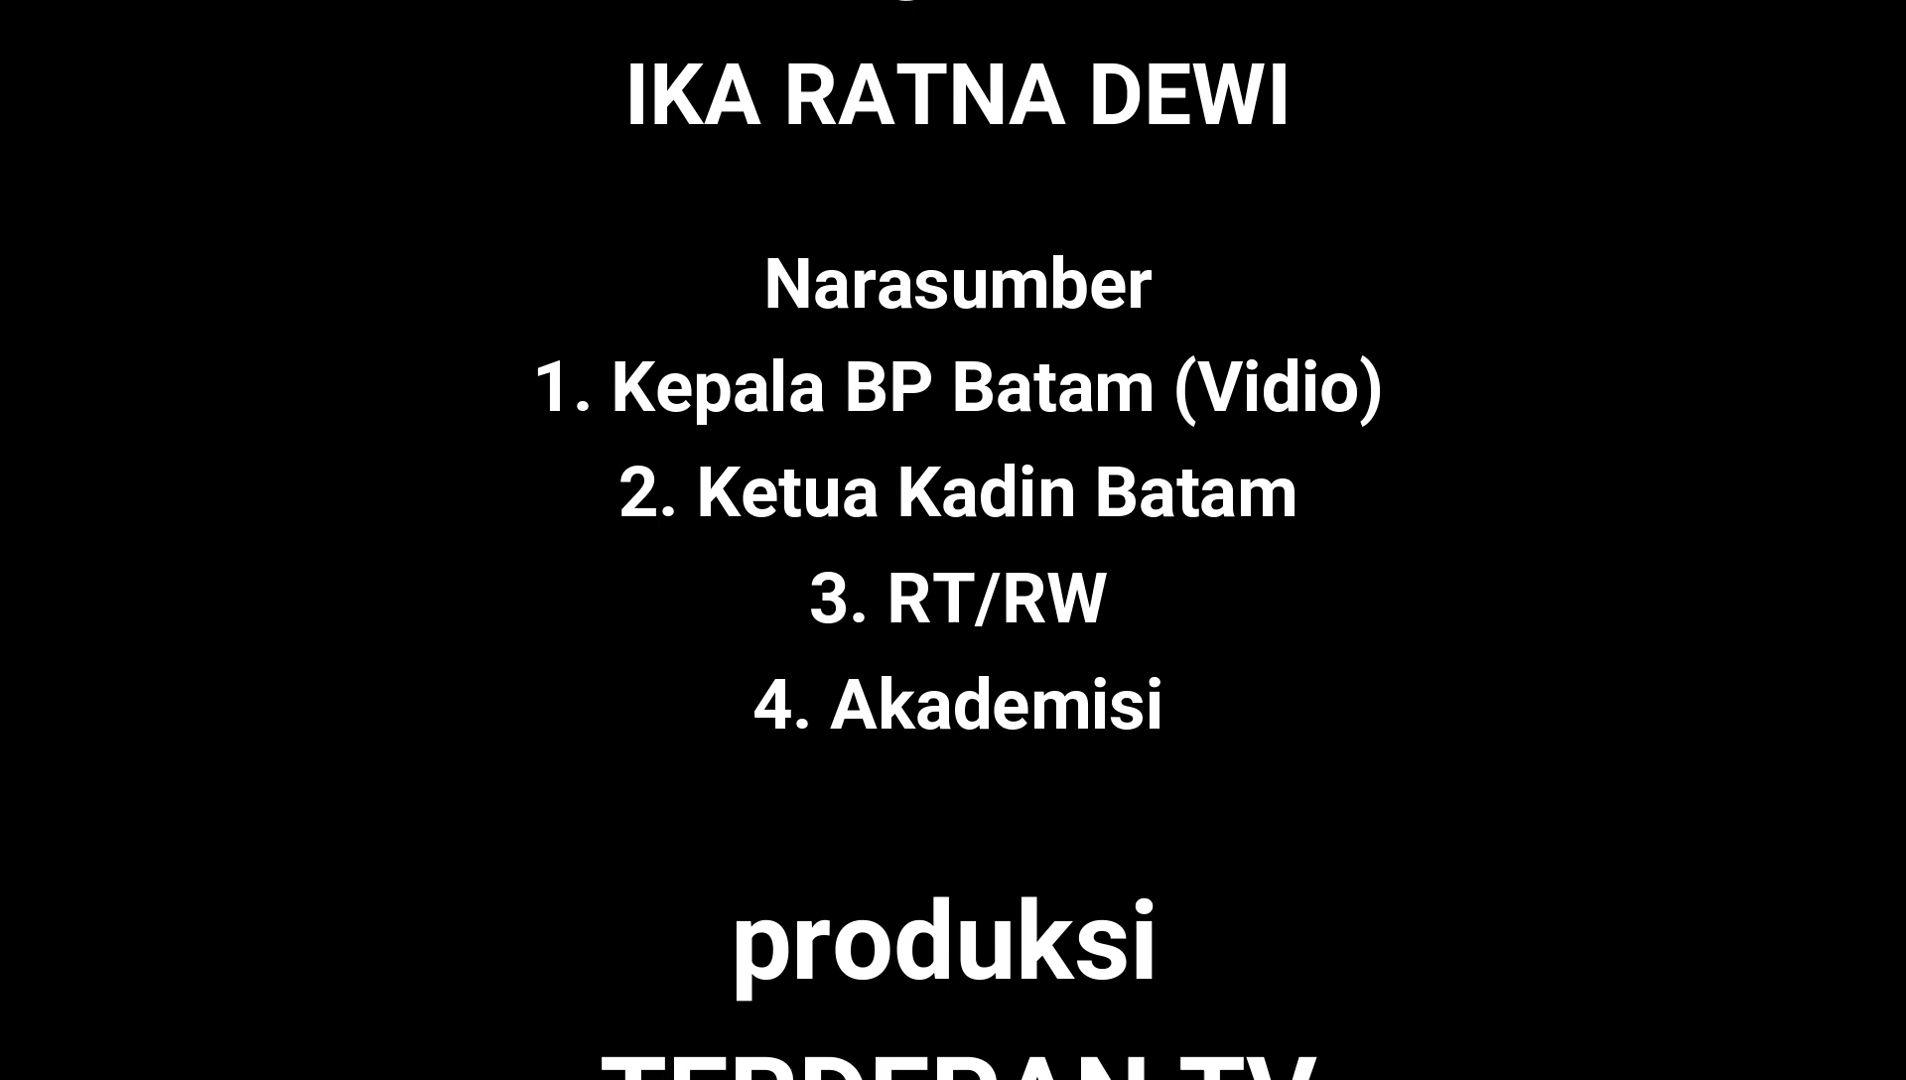 IKA RATNA DEWI
Narasumber
1. Kepala BP Batam (Vidio)
2. Ketua Kadin Batam
3. RT/RW
4. Akademisi
produksi
TV